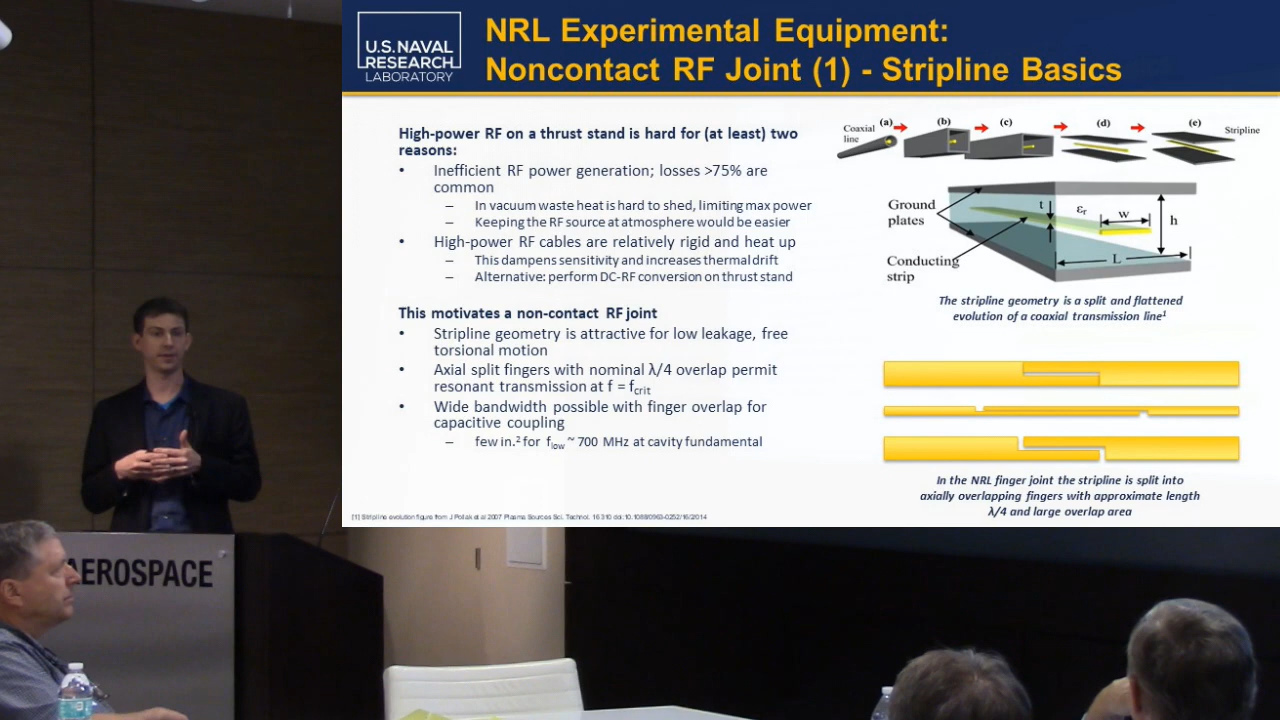 U.S. NAVAL
RESEARCH
LABORATORY
NRL Experimental Equipment:
Noncontact RF Joint (1) - Stripline Basics
High-power RF on a thrust stand is hard for (at least) two
reasons:
• Inefficient RF power generation; losses >75% are
common
– In vacuum waste heat is hard to shed, limiting max power
– Keeping the RF source at atmosphere would be easier
• High-power RF cables are relatively rigid and heat up
– This dampens sensitivity and increases thermal drift
– Alternative: perform DC-RF conversion on thrust stand
This motivates a non-contact RF joint
• Stripline geometry is attractive for low leakage, free
torsional motion
• Axial split fingers with nominal λ/4 overlap permit
resonant transmission at f = fcrit
• Wide bandwidth possible with finger overlap for
capacitive coupling
– few in.² for flow ~ 700 MHz at cavity fundamental
[1] Stripline evolution figure from J Pollak et al 2007 Plasma Sources Sci. Technol. 16 310 doi:10.1088/0963-0252/16/2/014
Coaxial
line
(a)
(b)
(c)
(d)
(e)
Stripline
Ground
plates
Conducting
strip
t
εr
w
h
L
The stripline geometry is a split and flattened
evolution of a coaxial transmission line¹
In the NRL finger joint the stripline is split into
axially overlapping fingers with approximate length
λ/4 and large overlap area
AEROSPACE